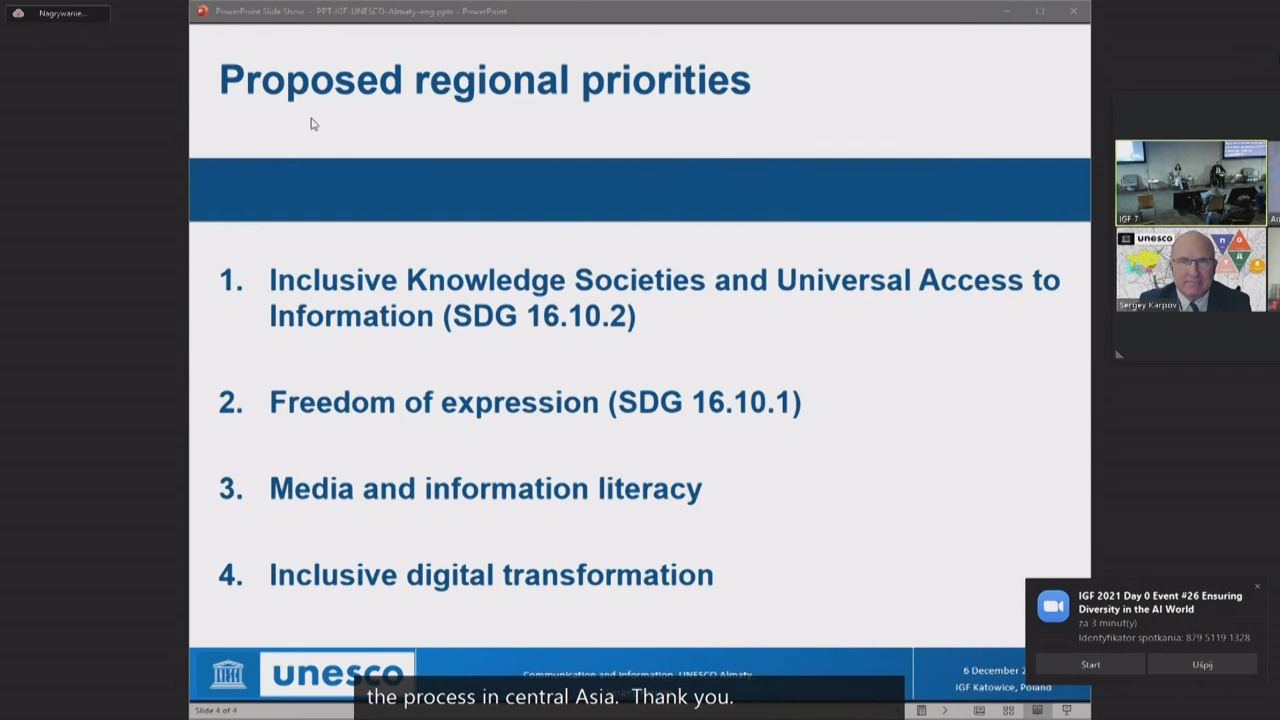 Nagrywanie...
PowerPoint Slide Show - PPT-IGF-UNESCO-Almaty-eng.pptx - PowerPoint
Proposed regional priorities
1. Inclusive Knowledge Societies and Universal Access to
Information (SDG 16.10.2)
2. Freedom of expression (SDG 16.10.1)
3. Media and information literacy
4. Inclusive digital transformation
unesco
Communication and Information, UNESCO Almaty
6 December 2
IGF Katowice, Poland
the process in central Asia. Thank you.
Slide 4 of 4
IGF 7
An
unesco
Sergey Karpov
IGF 2021 Day 0 Event #26 Ensuring
Diversity in the AI World
za 3 minut(y)
Identyfikator spotkania: 879 5119 1328
Start
Uśpij